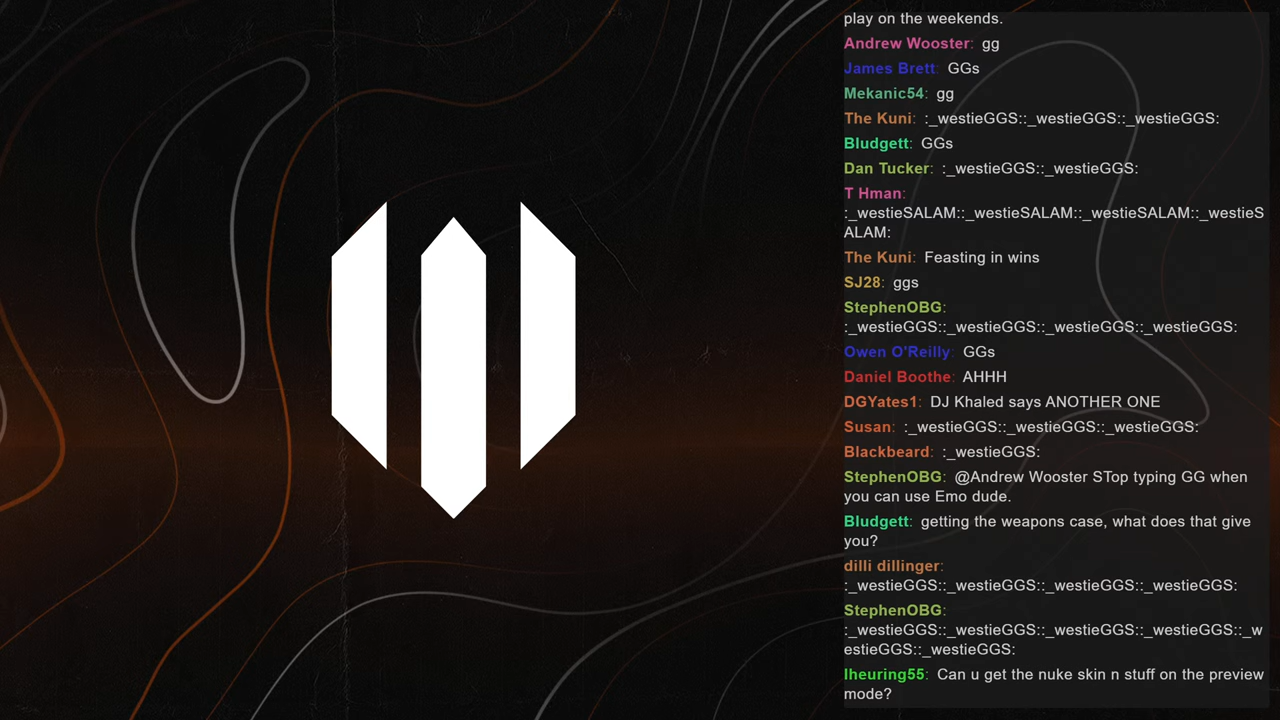 play on the weekends.
Andrew Wooster: gg
James Brett: GGs
Mekanic54: gg
The Kuni: :_westieGGS::_westieGGS::_westieGGS:
Bludgett: GGs
Dan Tucker: :_westieGGS::_westieGGS:
T Hman:
:_westieSALAM::_westieSALAM::_westieSALAM::_westieS
ALAM:
The Kuni: Feasting in wins
SJ28: ggs
StephenOBG:
:_westieGGS::_westieGGS::_westieGGS::_westieGGS:
Owen O'Reilly: GGs
Daniel Boothe: AHHH
DGYates1: DJ Khaled says ANOTHER ONE
Susan: :_westieGGS::_westieGGS::_westieGGS:
Blackbeard: :_westieGGS:
StephenOBG: @Andrew Wooster STop typing GG when
you can use Emo dude.
Bludgett: getting the weapons case, what does that give
you?
dilli dillinger:
:_westieGGS::_westieGGS::_westieGGS::_westieGGS:
StephenOBG:
:_westieGGS::_westieGGS::_westieGGS::_westieGGS::_w
estieGGS::_westieGGS:
lheuring55: Can u get the nuke skin n stuff on the preview
mode?